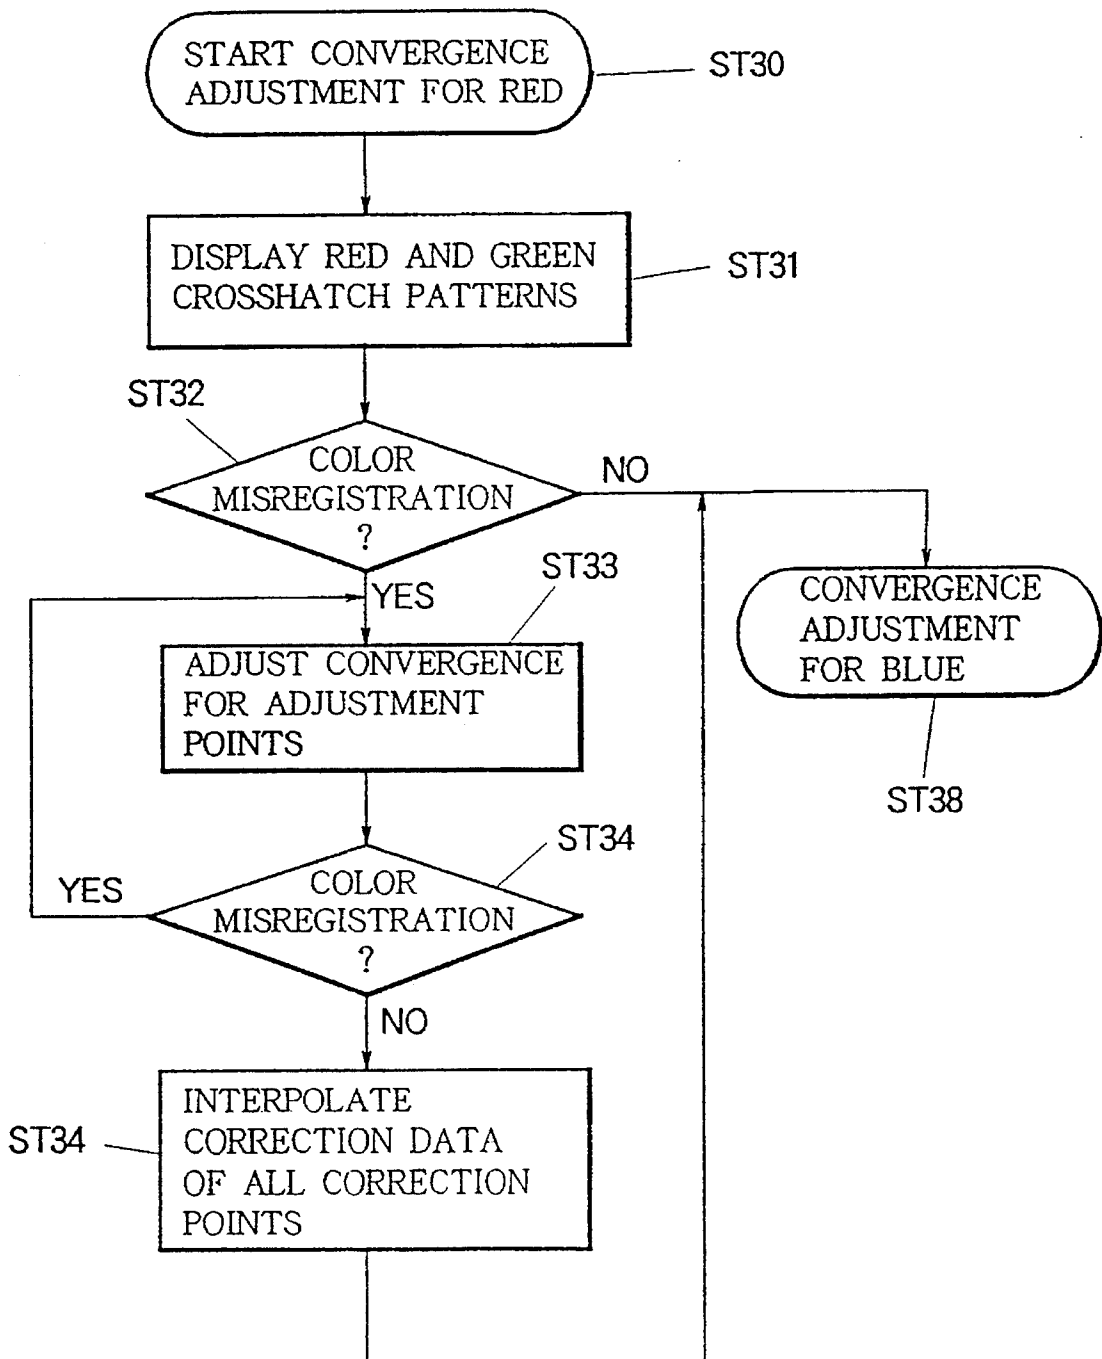 START CONVERGENCE
ADJUSTMENT FOR RED
ST30
DISPLAY RED AND GREEN
CROSSHATCH PATTERNS
ST31
ST32
COLOR
MISREGISTRATION
?
NO
YES
ST33
ADJUST CONVERGENCE
FOR ADJUSTMENT
POINTS
CONVERGENCE
ADJUSTMENT
FOR BLUE
ST38
ST34
COLOR
MISREGISTRATION
?
YES
NO
ST34
INTERPOLATE
CORRECTION DATA
OF ALL CORRECTION
POINTS